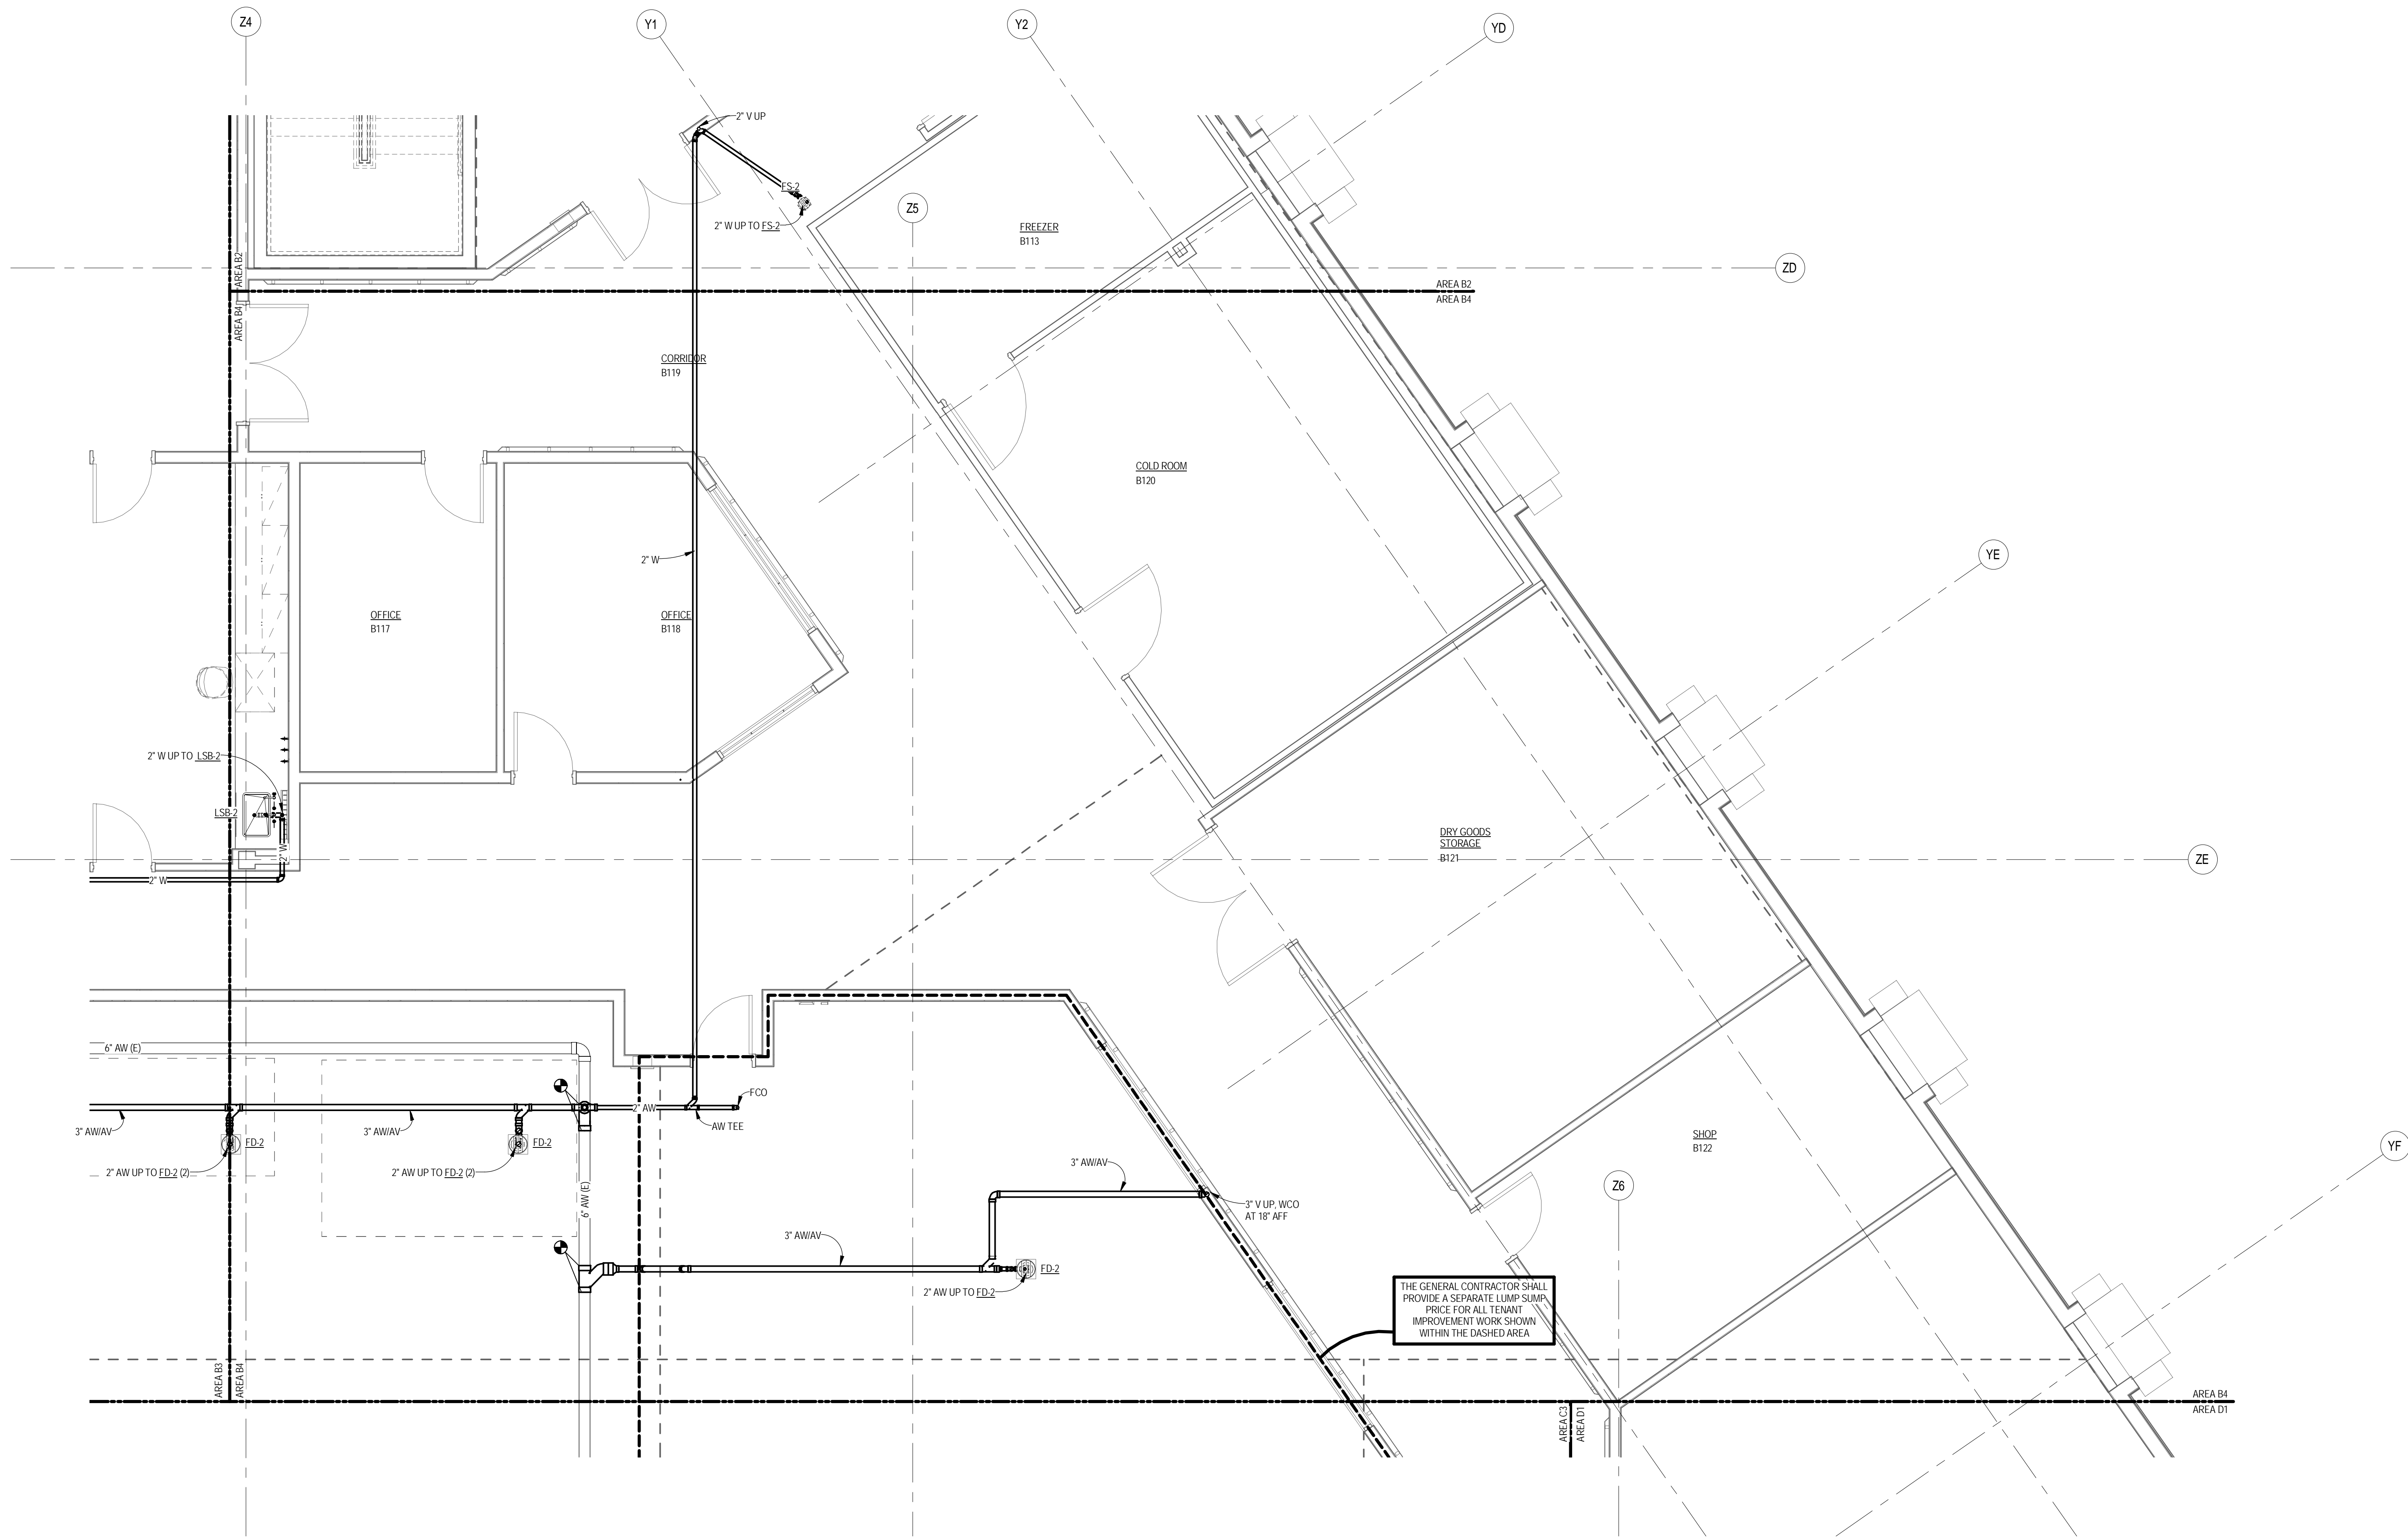 Z4
Y1
Y2
YD
2" V UP
FS-2
2" W UP TO FS-2
Z5
FREEZER
B113
ZD
AREA B2
AREA B4
AREA B2
AREA B4
CORRIDOR
B119
COLD ROOM
B120
2" W
YE
OFFICE
B117
OFFICE
B118
2" W UP TO LSB-2
LSB-2
2" W
2" W
DRY GOODS
STORAGE
B121
ZE
6" AW (E)
FCO
2" AW
AW TEE
3" AW/AV
3" AW/AV
FD-2
FD-2
2" AW UP TO FD-2 (2)
2" AW UP TO FD-2 (2)
6" AW (E)
3" AW/AV
3" V UP, WCO
AT 18" AFF
SHOP
B122
YF
Z6
3" AW/AV
FD-2
2" AW UP TO FD-2
THE GENERAL CONTRACTOR SHALL
PROVIDE A SEPARATE LUMP SUMP
PRICE FOR ALL TENANT
IMPROVEMENT WORK SHOWN
WITHIN THE DASHED AREA
AREA B3
AREA B4
AREA B4
AREA D1
AREA C3
AREA D1